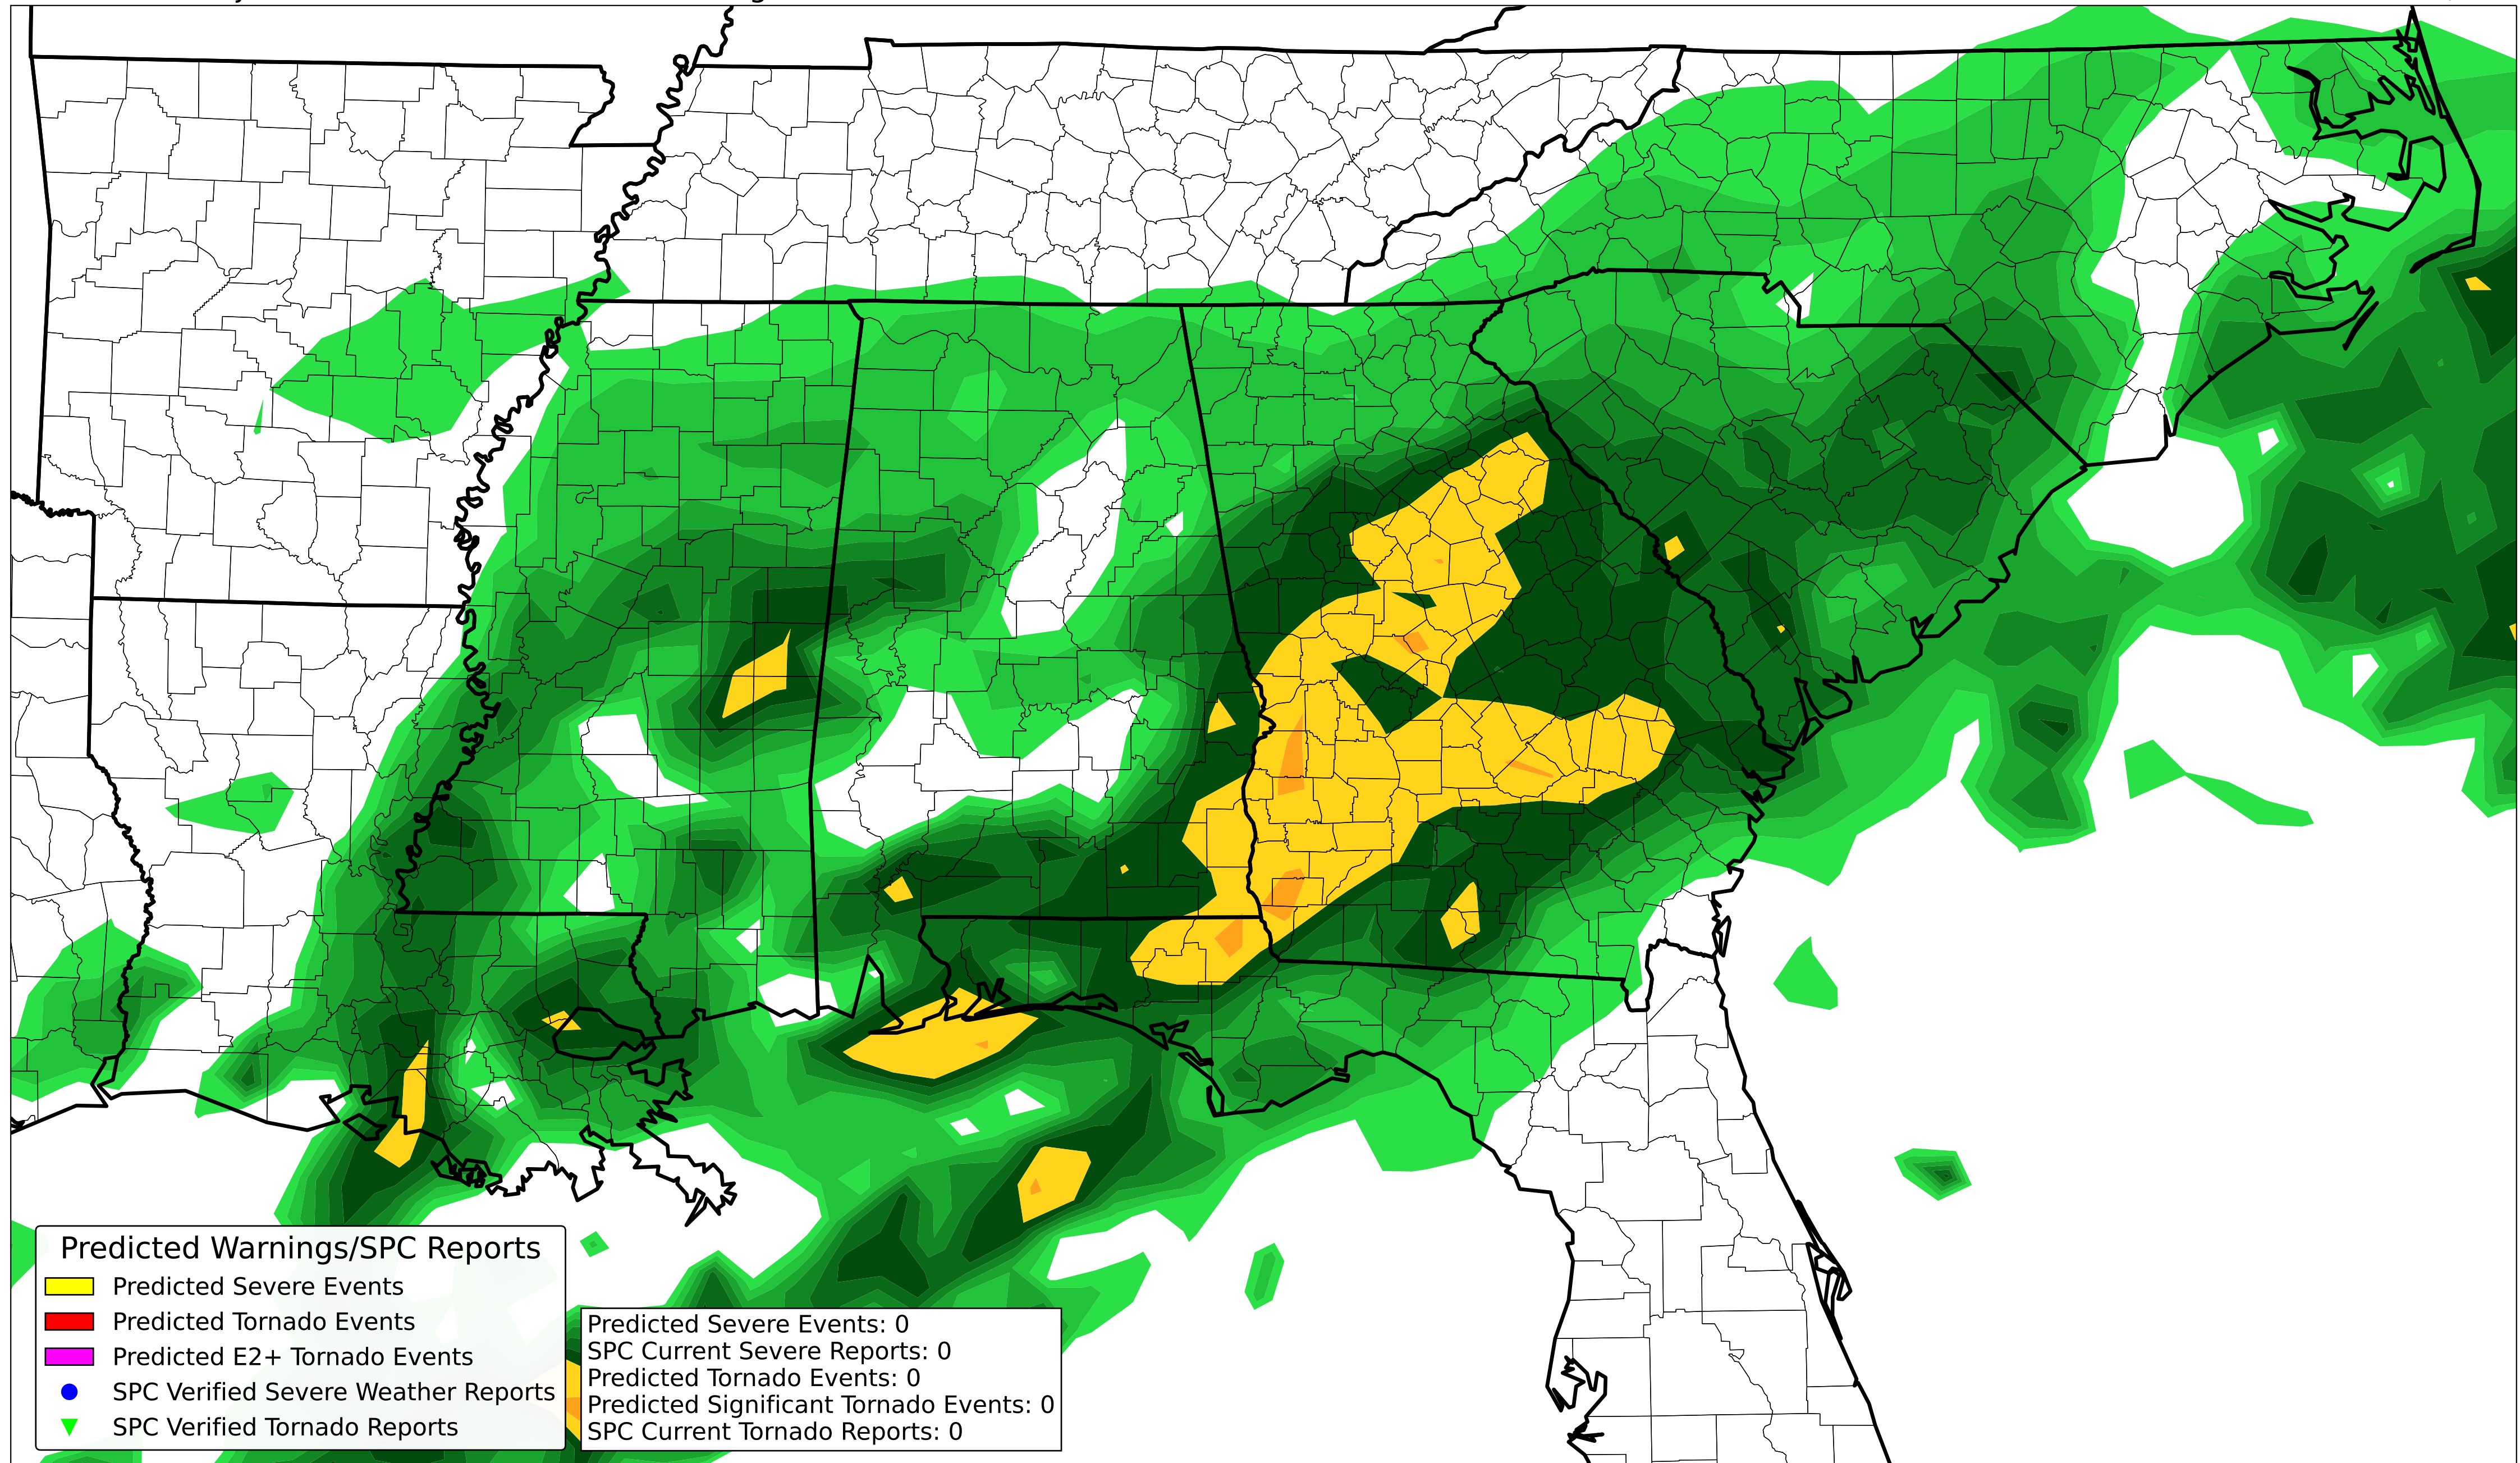 Predicted Warnings/SPC Reports
Predicted Severe Events
Predicted Tornado Events
Predicted E2+ Tornado Events
SPC Verified Severe Weather Reports
SPC Verified Tornado Reports
Predicted Severe Events: 0
SPC Current Severe Reports: 0
Predicted Tornado Events: 0
Predicted Significant Tornado Events: 0
SPC Current Tornado Reports: 0